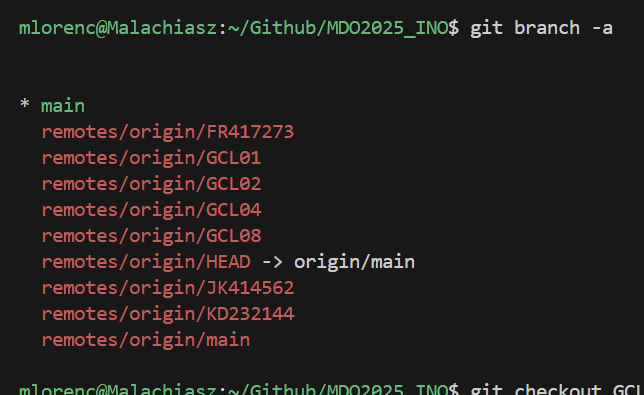 mlorenc@Malachiasz:~/Github/MDO2025_INO$ git branch -a
* main
remotes/origin/FR417273
remotes/origin/GCL01
remotes/origin/GCL02
remotes/origin/GCL04
remotes/origin/GCL08
remotes/origin/HEAD -> origin/main
remotes/origin/JK414562
remotes/origin/KD232144
remotes/origin/main
mlorenc@Malachiasz:~/Github/MDO2025_INO$ git checkout GCL